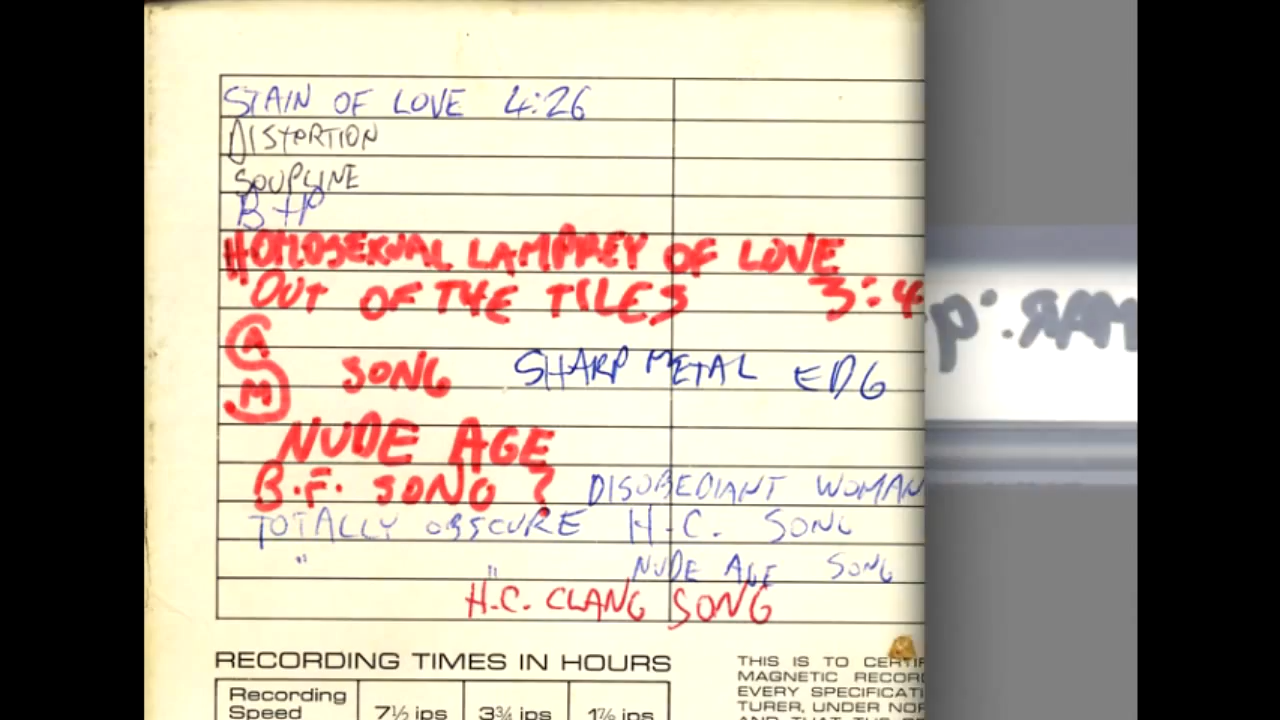 STAIN OF LOVE 4:26
DISTORTION
SOUPLINE
B+P
HOMOSEXUAL LAMPREY OF LOVE
"OUT OF THE TILES 3:4
A
M SONG SHARP METAL EDG
NUDE AGE
B.F. SONG ? DISOBEDIANT WOMAN
TOTALLY OBSCURE H.C. SONG
" " NUDE AGE SONG
H.C. CLANG SONG
RECORDING TIMES IN HOURS
Recording
Speed 7½ ips 3¾ ips 1⅞ ips
THIS IS TO CERTIF
MAGNETIC RECOR
EVERY SPECIFICATI
TURER, UNDER NOR